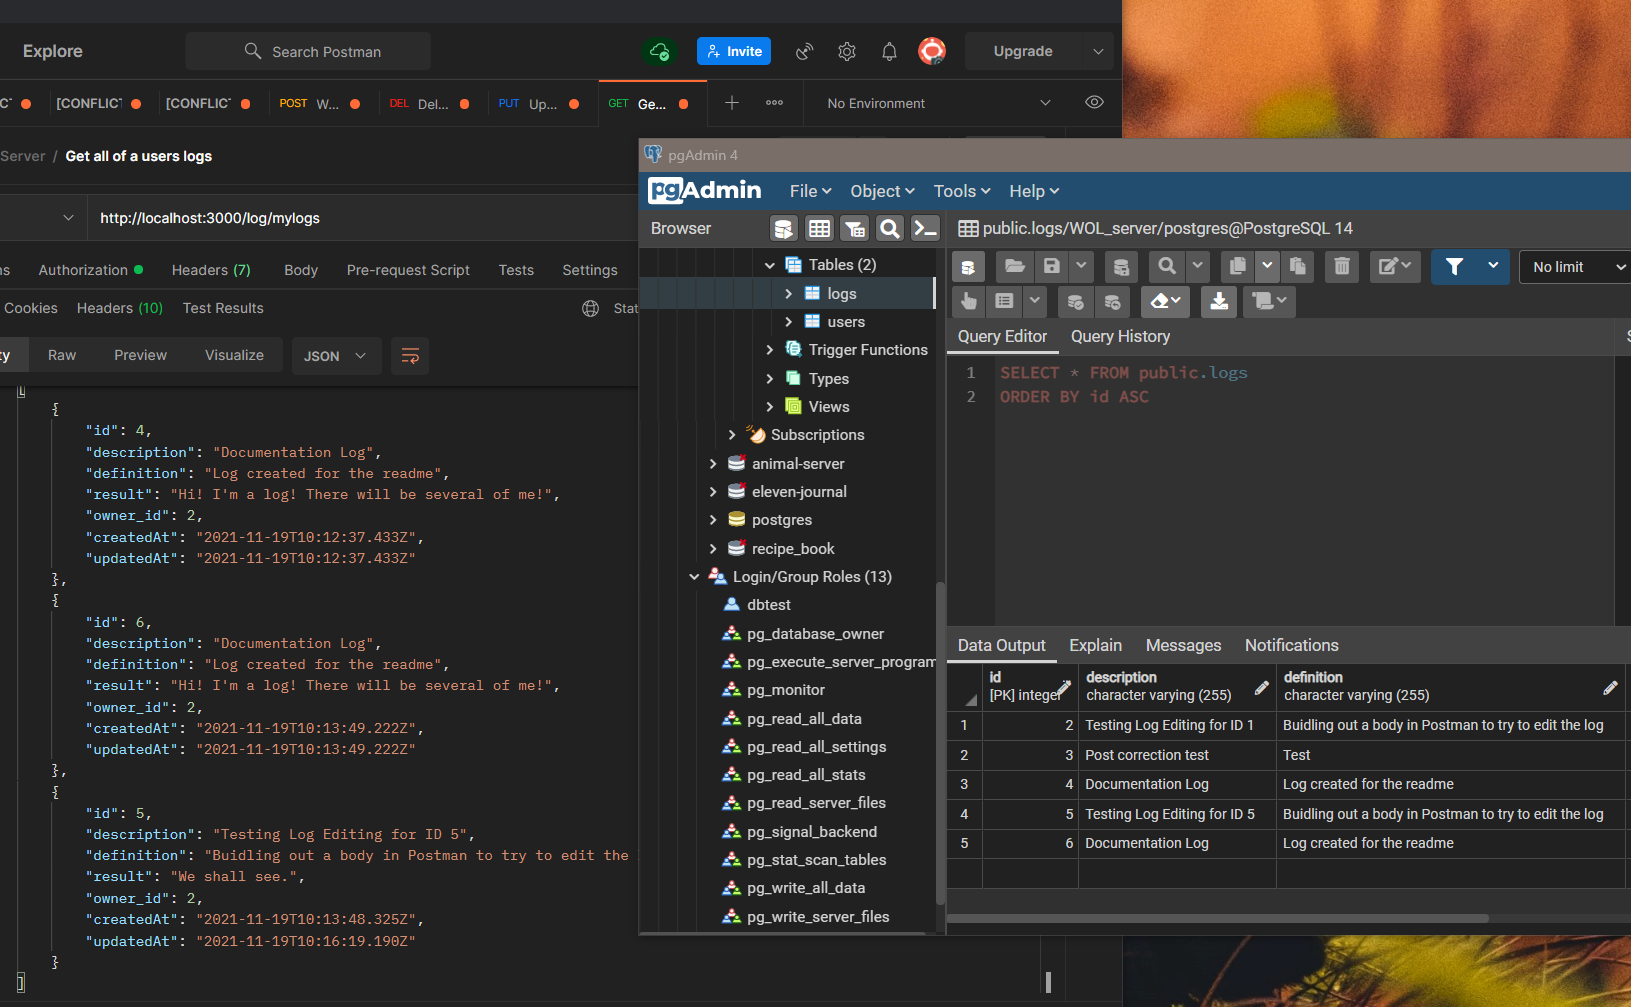 Explore
Search Postman
Invite
Upgrade
[CONFLICT
[CONFLICT
POST W...
DEL Del...
PUT Up...
GET Ge...
No Environment
Server / Get all of a users logs
http://localhost:3000/log/mylogs
Authorization
Headers (7)
Body
Pre-request Script
Tests
Settings
Cookies
Headers (10)
Test Results
Stat
ty
Raw
Preview
Visualize
JSON
[
{
"id": 4,
"description": "Documentation Log",
"definition": "Log created for the readme",
"result": "Hi! I'm a log! There will be several of me!",
"owner_id": 2,
"createdAt": "2021-11-19T10:12:37.433Z",
"updatedAt": "2021-11-19T10:12:37.433Z"
},
{
"id": 6,
"description": "Documentation Log",
"definition": "Log created for the readme",
"result": "Hi! I'm a log! There will be several of me!",
"owner_id": 2,
"createdAt": "2021-11-19T10:13:49.222Z",
"updatedAt": "2021-11-19T10:13:49.222Z"
},
{
"id": 5,
"description": "Testing Log Editing for ID 5",
"definition": "Buidling out a body in Postman to try to edit the
"result": "We shall see.",
"owner_id": 2,
"createdAt": "2021-11-19T10:13:48.325Z",
"updatedAt": "2021-11-19T10:16:19.190Z"
}
]
pgAdmin 4
pgAdmin
File
Object
Tools
Help
Browser
Tables (2)
logs
users
Trigger Functions
Types
Views
Subscriptions
animal-server
eleven-journal
postgres
recipe_book
Login/Group Roles (13)
dbtest
pg_database_owner
pg_execute_server_program
pg_monitor
pg_read_all_data
pg_read_all_settings
pg_read_all_stats
pg_read_server_files
pg_signal_backend
pg_stat_scan_tables
pg_write_all_data
pg_write_server_files
public.logs/WOL_server/postgres@PostgreSQL 14
No limit
Query Editor
Query History
1 SELECT * FROM public.logs
2 ORDER BY id ASC
Data Output
Explain
Messages
Notifications
id description definition
[PK] integer character varying (255) character varying (255)
1 2 Testing Log Editing for ID 1 Buidling out a body in Postman to try to edit the log
2 3 Post correction test Test
3 4 Documentation Log Log created for the readme
4 5 Testing Log Editing for ID 5 Buidling out a body in Postman to try to edit the log
5 6 Documentation Log Log created for the readme